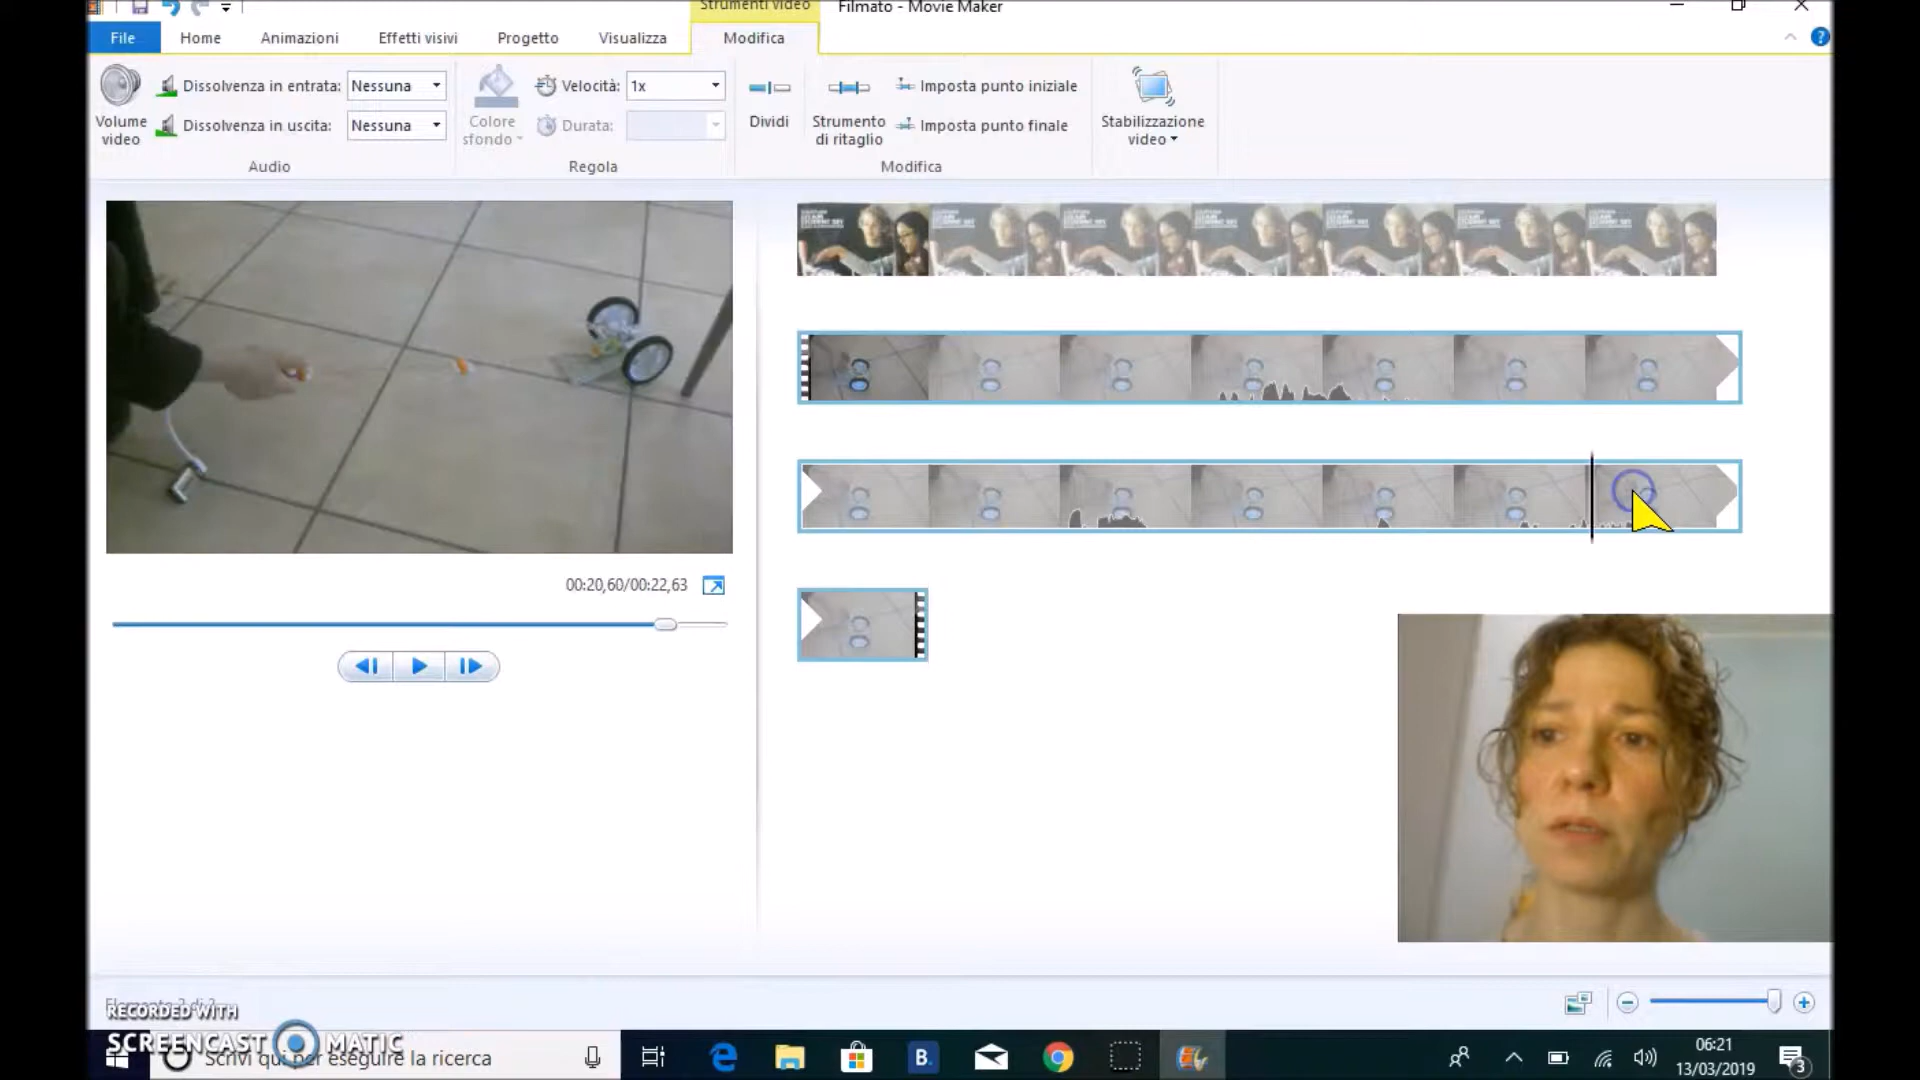 Strumenti video
Filmato - Movie Maker
File
Home
Animazioni
Effetti visivi
Progetto
Visualizza
Modifica
Volume video
Dissolvenza in entrata: Nessuna
Dissolvenza in uscita: Nessuna
Audio
Colore sfondo
Velocità: 1x
Durata:
Regola
Dividi
Strumento di ritaglio
Imposta punto iniziale
Imposta punto finale
Modifica
Stabilizzazione video
00:20,60/00:22,63
RECORDED WITH
SCREENCAST MATIC
Scrivi qui per eseguire la ricerca
B.
06:21
13/03/2019
3